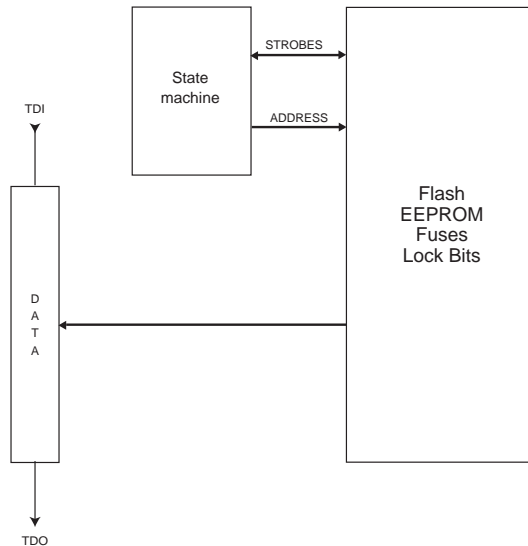 STROBES
State
machine
ADDRESS
TDI
Flash
EEPROM
Fuses
Lock Bits
D
A
T
A
TDO